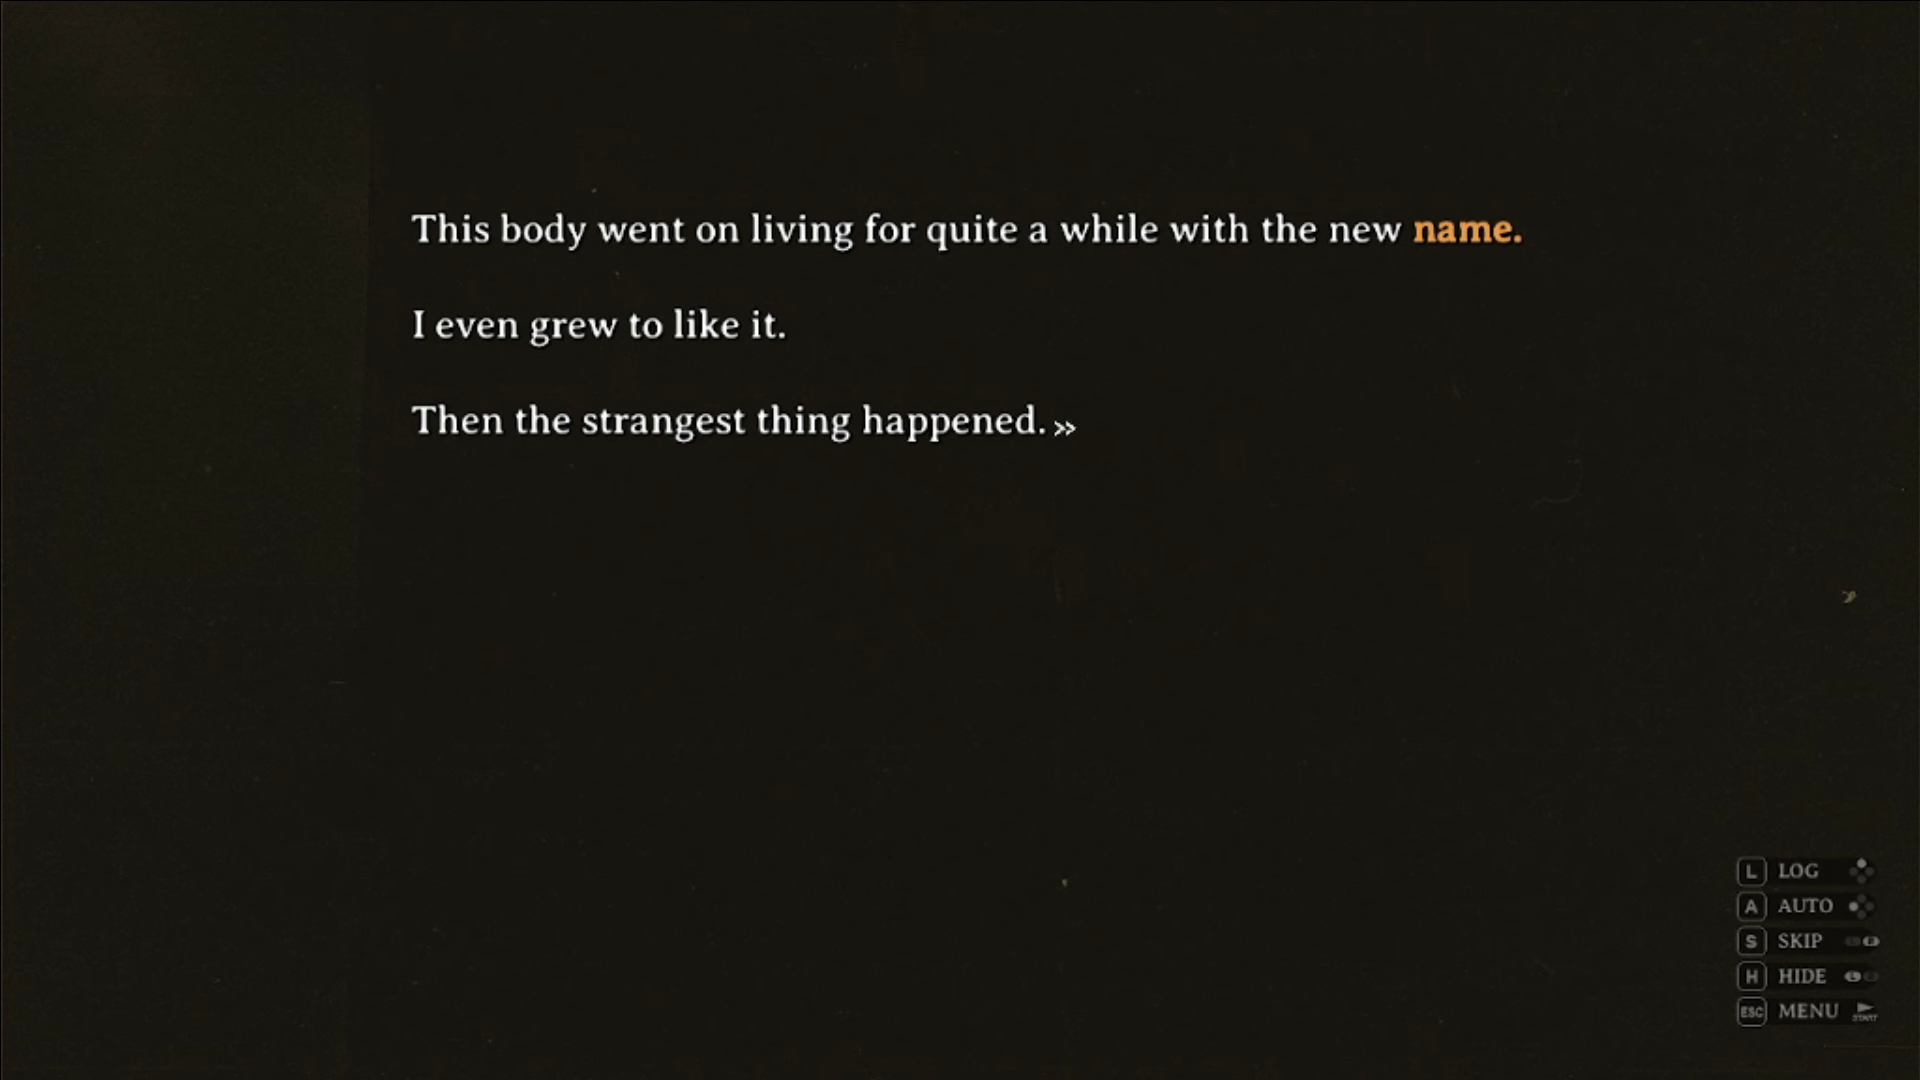 This body went on living for quite a while with the new name.
I even grew to like it.
Then the strangest thing happened. »
L LOG
A AUTO
S SKIP
H HIDE
ESC MENU START